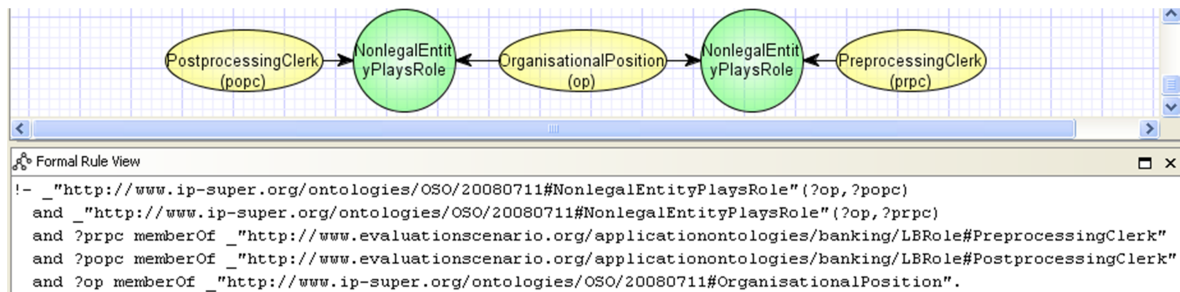 PostprocessingClerk
(popc)
NonlegalEntit
yPlaysRole
OrganisationalPosition
(op)
NonlegalEntit
yPlaysRole
PreprocessingClerk
(prpc)
Formal Rule View
!- _"http://www.ip-super.org/ontologies/OSO/20080711#NonlegalEntityPlaysRole"(?op,?popc)
and _"http://www.ip-super.org/ontologies/OSO/20080711#NonlegalEntityPlaysRole"(?op,?prpc)
and ?prpc memberOf _"http://www.evaluationscenario.org/applicationontologies/banking/LBRole#PreprocessingClerk"
and ?popc memberOf _"http://www.evaluationscenario.org/applicationontologies/banking/LBRole#PostprocessingClerk"
and ?op memberOf _"http://www.ip-super.org/ontologies/OSO/20080711#OrganisationalPosition".